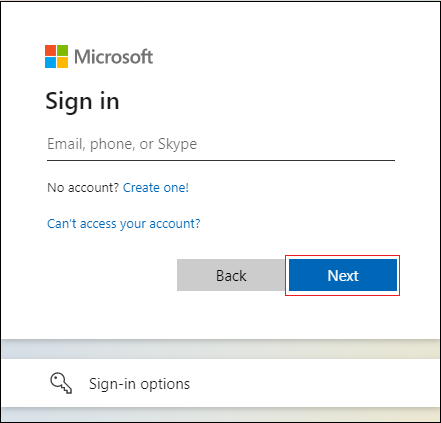 Microsoft
Sign in
Email, phone, or Skype
No account? Create one!
Can't access your account?
Back Next
Sign-in options